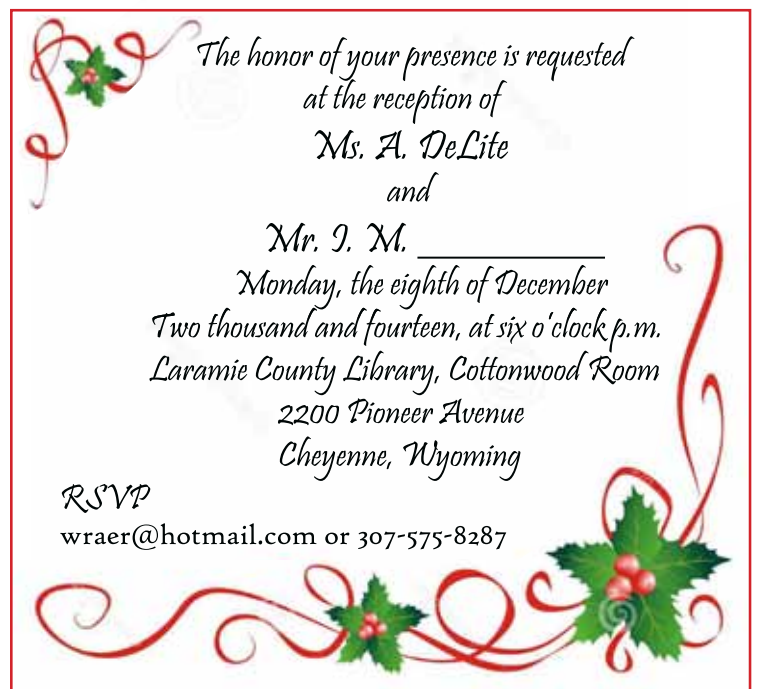 The honor of your presence is requested
at the reception of
Ms. A. DeLite
and
Mr. I. M. ____________
Monday, the eighth of December
Two thousand and fourteen, at six o'clock p.m.
Laramie County Library, Cottonwood Room
2200 Pioneer Avenue
Cheyenne, Wyoming
RSVP
wraer@hotmail.com or 307-575-8287